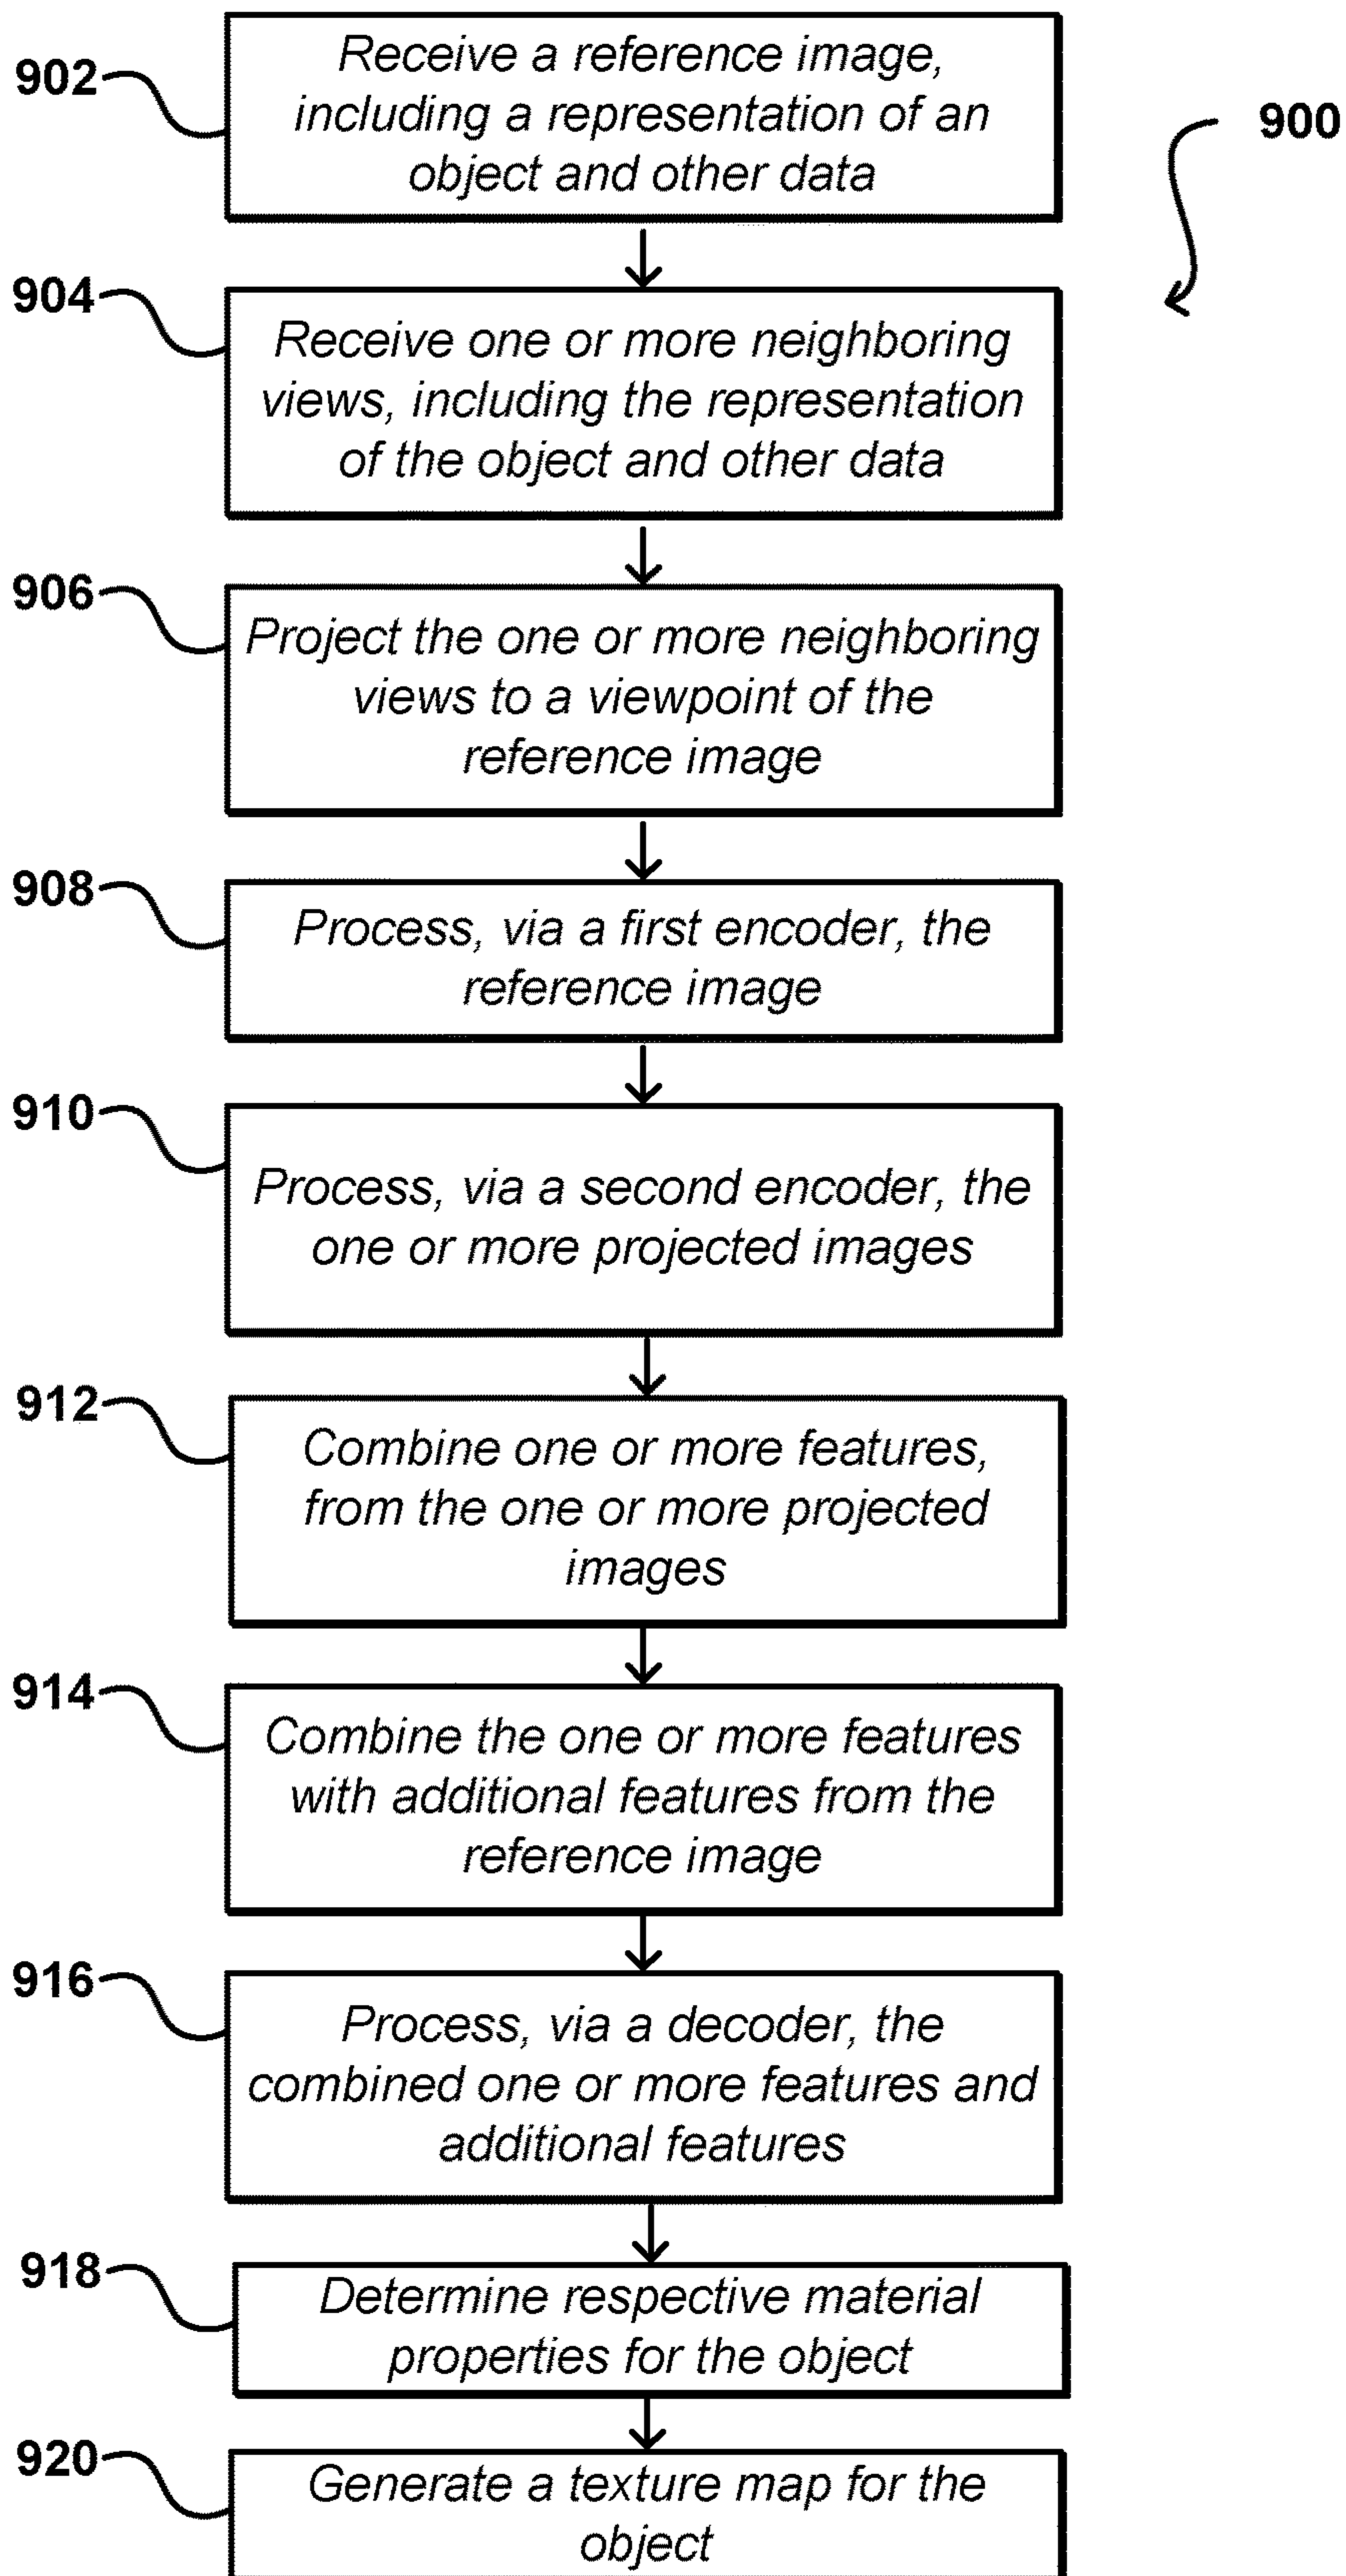 902
Receive a reference image,
including a representation of an
object and other data
900
904
Receive one or more neighboring
views, including the representation
of the object and other data
906
Project the one or more neighboring
views to a viewpoint of the
reference image
908
Process, via a first encoder, the
reference image
910
Process, via a second encoder, the
one or more projected images
912
Combine one or more features,
from the one or more projected
images
914
Combine the one or more features
with additional features from the
reference image
916
Process, via a decoder, the
combined one or more features and
additional features
918
Determine respective material
properties for the object
920
Generate a texture map for the
object